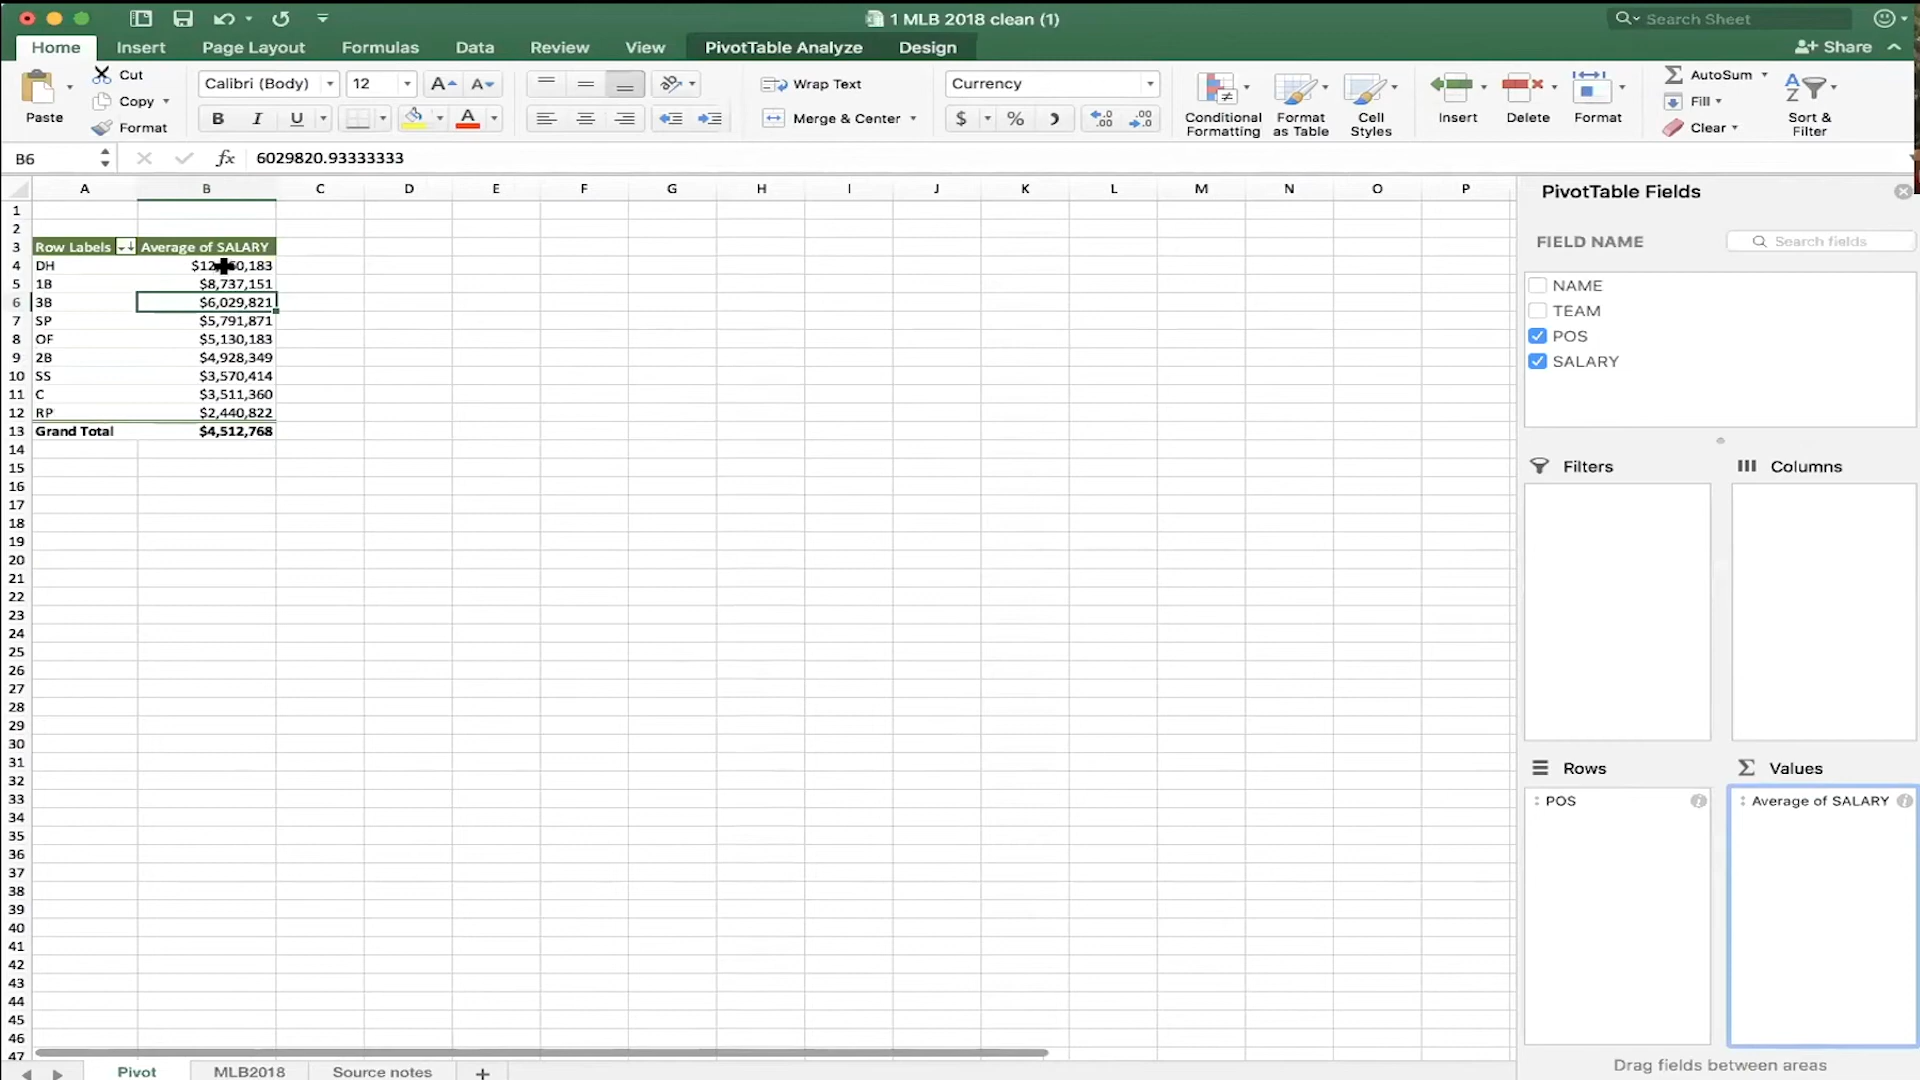 1 MLB 2018 clean (1)
Search Sheet
Home Insert Page Layout Formulas Data Review View PivotTable Analyze Design Share
Paste Cut Copy Format
Calibri (Body) 12 A A
B I U A
Wrap Text
Merge & Center
Currency
$ % .00 .00
Conditional Formatting
Format as Table
Cell Styles
Insert Delete Format
AutoSum
Fill
Clear
Sort & Filter
B6 fx 6029820.93333333
A B C D E F G H I J K L M N O P
1
2
3 Row Labels Average of SALARY
4 DH
5 1B $8,737,151
6 3B $6,029,821
7 SP $5,791,871
8 OF $5,130,183
9 2B $4,928,349
10 SS $3,570,414
11 C $3,511,360
12 RP $2,440,822
13 Grand Total $4,512,768
14
15
16
17
18
19
20
21
22
23
24
25
26
27
28
29
30
31
32
33
34
35
36
37
38
39
40
41
42
43
44
45
46
47
PivotTable Fields
FIELD NAME Search fields
NAME
TEAM
POS
SALARY
Filters Columns
Rows Values
POS Average of SALARY
Drag fields between areas
Pivot MLB2018 Source notes +